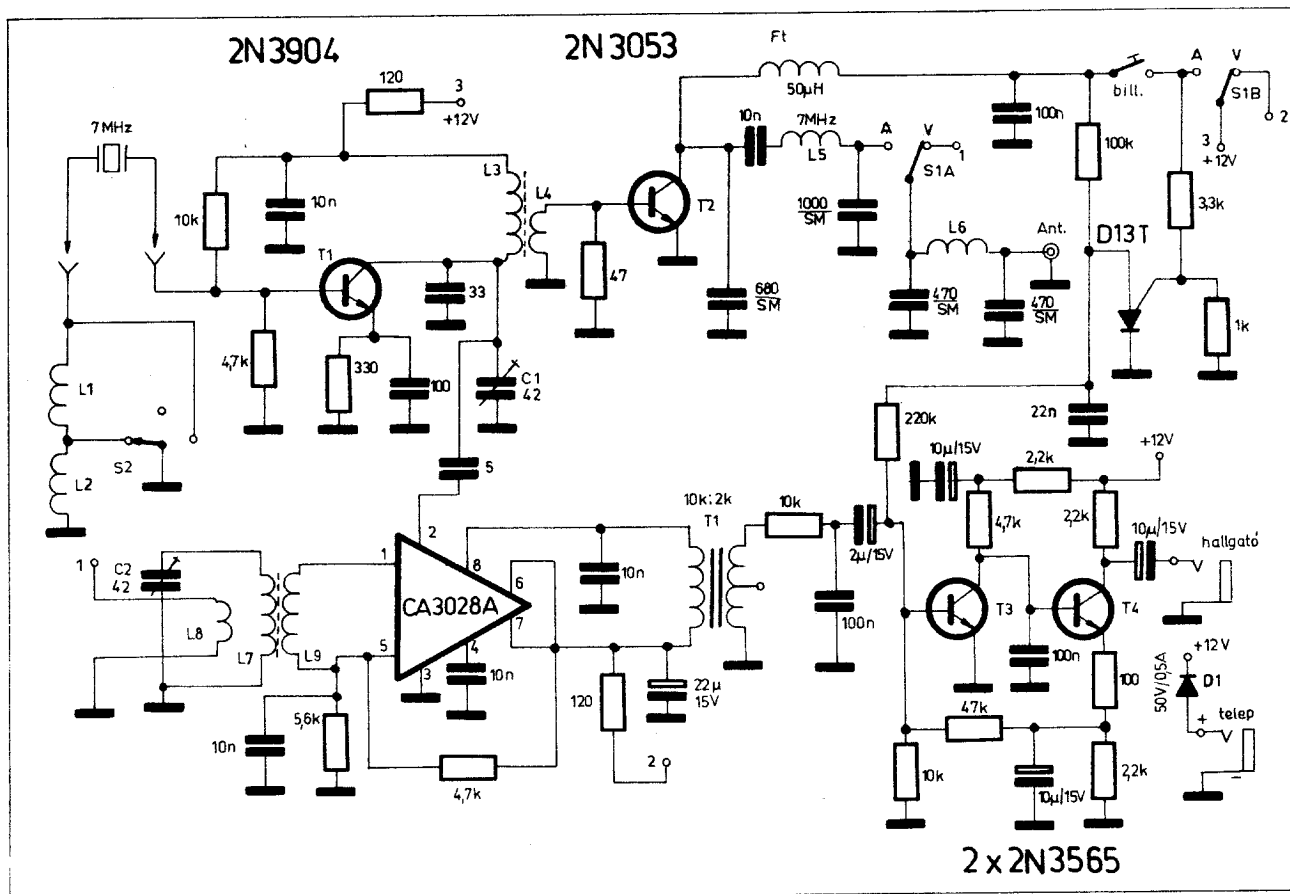 2N3904
2N3053
Ft
50µH
120
3
+12V
7MHz
10k
10n
L3
L4
T1
33
47
4,7k
330
100
C1
42
5
L1
L2
S2
T2
10n
7MHz
L5
680
SM
1000
SM
A
V
1
S1A
L6
Ant.
470
SM
470
SM
100n
100k
bill.
A
V
S1B
2
3
+12V
3,3k
D13T
1k
22n
220k
+12V
10µ/15V
2,2k
4,7k
2,2k
10µ/15V
hallgató
1
C2
42
L8
L7
L9
10n
5,6k
4,7k
CA3028A
1
2
8
6
7
5
4
3
10n
10n
120
22µ
15V
2
10k:2k
T1
10k
2µ/15V
100n
T3
T4
100n
100
47k
10k
10µ/15V
2,2k
+12V
D1
50V/0,5A
+
telep
−
2 x 2N3565